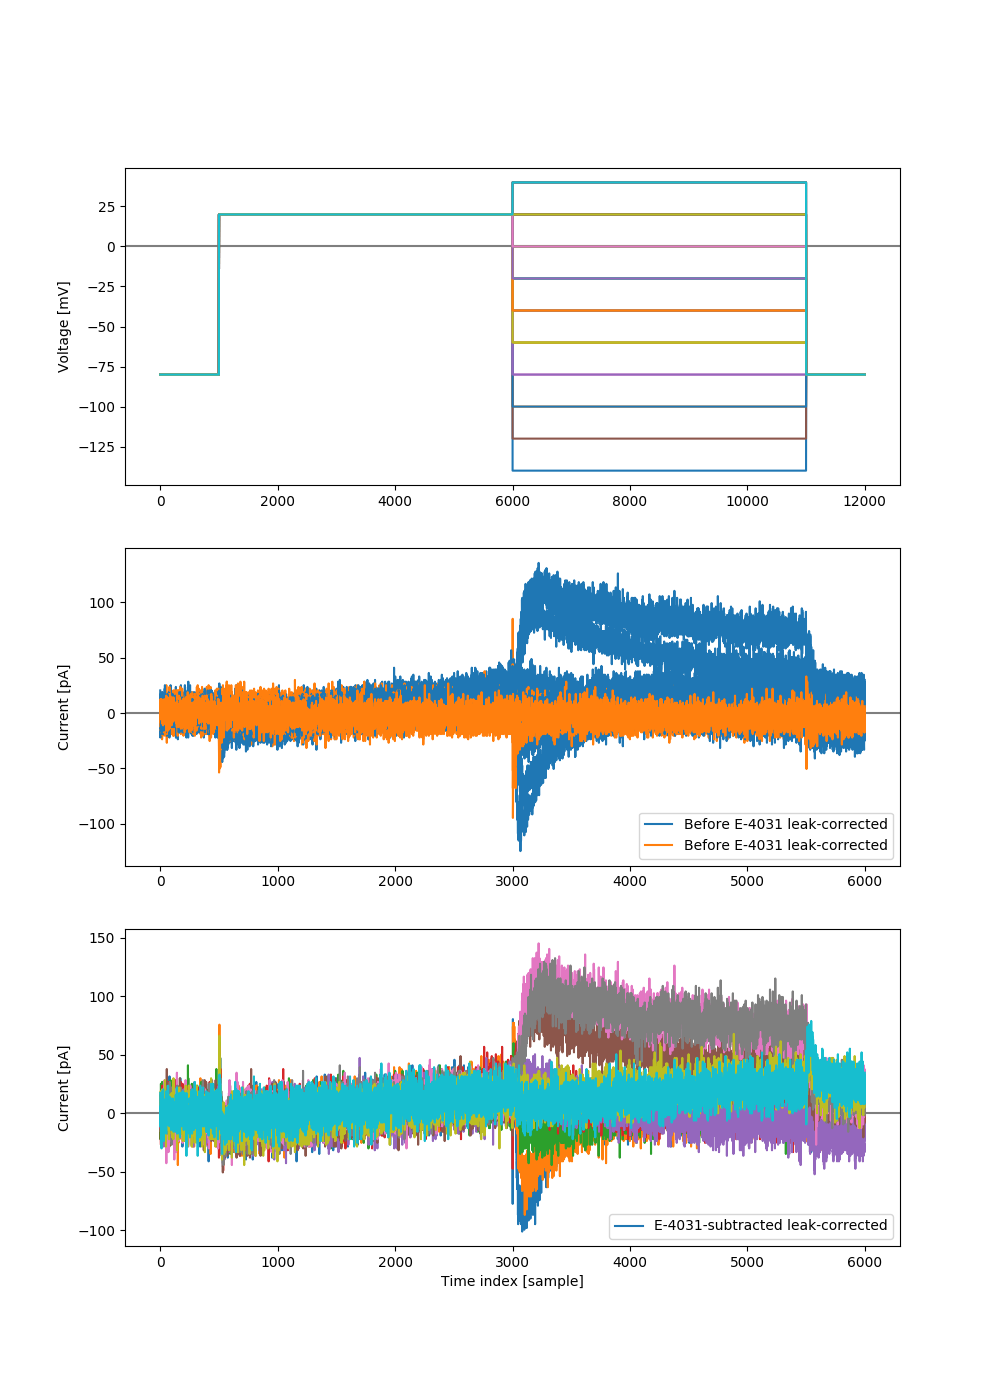 25
0
−25
−50
−75
−100
−125
Voltage [mV]
0 2000 4000 6000 8000 10000 12000
100
50
0
−50
−100
Current [pA]
Before E-4031 leak-corrected
Before E-4031 leak-corrected
0 1000 2000 3000 4000 5000 6000
150
100
50
0
−50
−100
Current [pA]
E-4031-subtracted leak-corrected
0 1000 2000 3000 4000 5000 6000
Time index [sample]